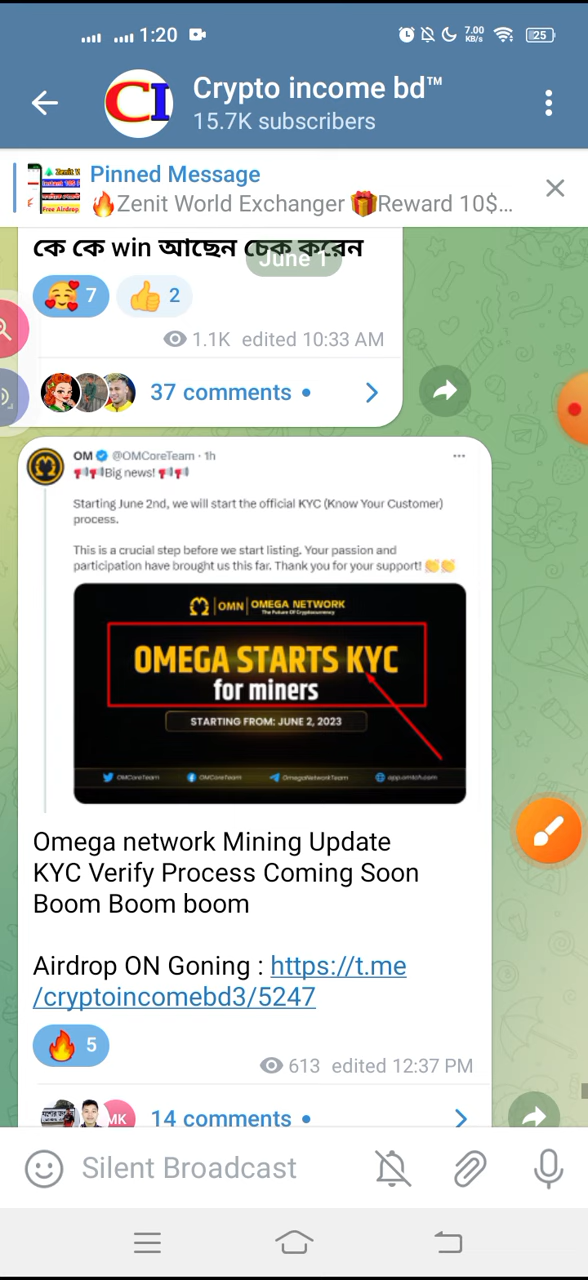 1:20
7.00
KB/s
25
CI
Crypto income bd™
15.7K subscribers
Pinned Message
🔥Zenit World Exchanger 🎁Reward 10$...
কে কে win আছেন চেক করেন
June 1
🥰 7 👍 2
1.1K edited 10:33 AM
37 comments
OM @OMCoreTeam · 1h
Big news!
Starting June 2nd, we will start the official KYC (Know Your Customer)
process.
This is a crucial step before we start listing. Your passion and
participation have brought us this far. Thank you for your support! 👏👏
OMN OMEGA NETWORK
The Future Of Cryptocurrency
OMEGA STARTS KYC
for miners
STARTING FROM: JUNE 2, 2023
OMCoreTeam OMCoreTeam OmegaNetworkTeam
Omega network Mining Update
KYC Verify Process Coming Soon
Boom Boom boom
Airdrop ON Goning : https://t.me
/cryptoincomebd3/5247
🔥 5
613 edited 12:37 PM
MK
14 comments
Silent Broadcast